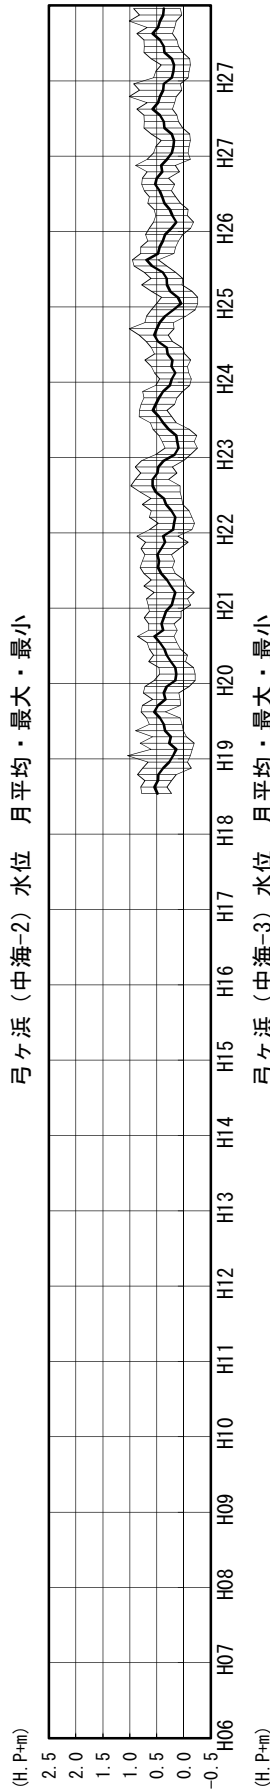 弓ヶ浜(中海-2) 水位 月平均・最大・最小
(H.P+m)
2.5
2.0
1.5
1.0
0.5
0.0
-0.
H06
H07
H08
H09
H10
H11
H12
H13
H14
H15
H16
H17
H18
H19
H20
H21
H22
H23
H24
H25
H26
H27
H27
弓ヶ浜(中海-3) 水位 月平均・最大・最小
(H.P+m)